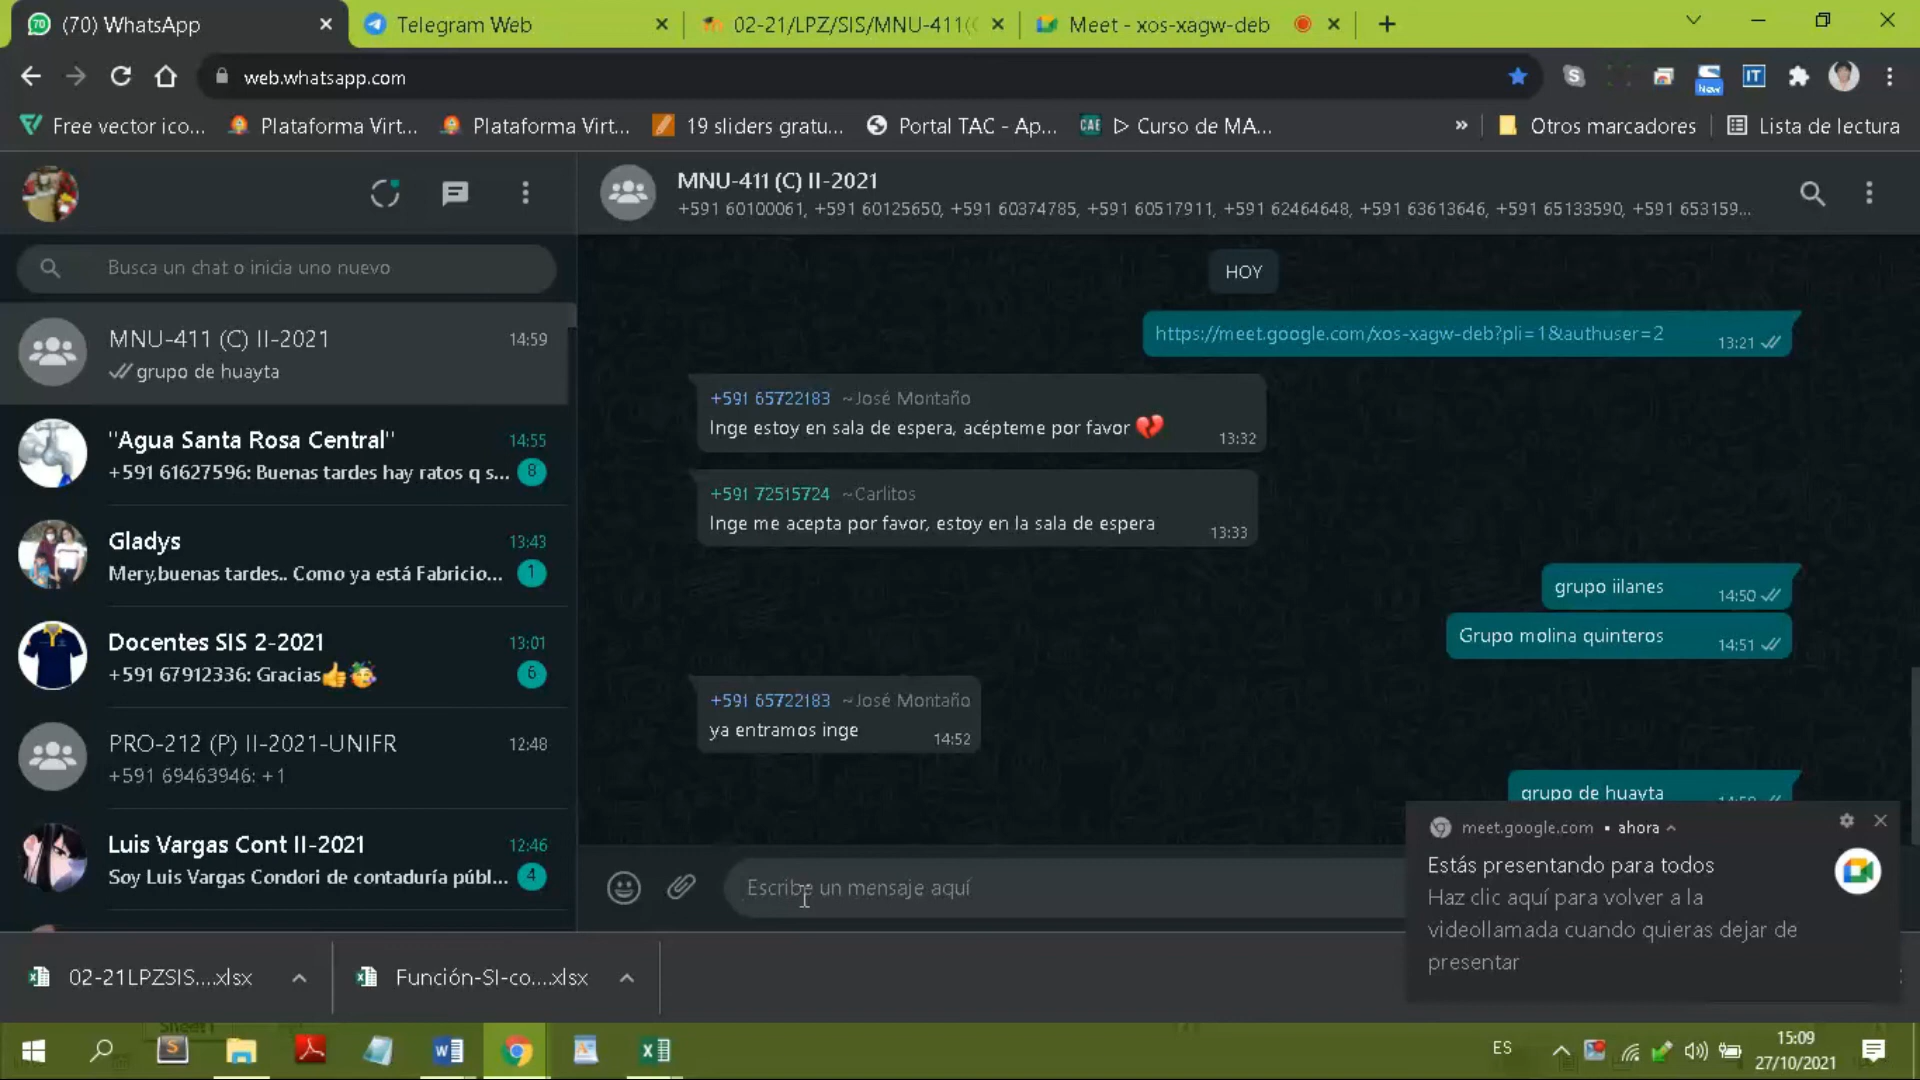 (70) WhatsApp
Telegram Web
02-21/LPZ/SIS/MNU-411(
Meet - xos-xagw-deb
web.whatsapp.com
New
IT
Free vector ico...
Plataforma Virt...
Plataforma Virt...
19 sliders gratu...
Portal TAC - Ap...
CAE
▷ Curso de MA...
»
Otros marcadores
Lista de lectura
MNU-411 (C) II-2021
+591 60100061, +591 60125650, +591 60374785, +591 60517911, +591 62464648, +591 63613646, +591 65133590, +591 653159...
Busca un chat o inicia uno nuevo
MNU-411 (C) II-2021
14:59
grupo de huayta
"Agua Santa Rosa Central"
14:55
+591 61627596: Buenas tardes hay ratos q s...
8
Gladys
13:43
Mery,buenas tardes.. Como ya está Fabricio...
1
Docentes SIS 2-2021
13:01
+591 67912336: Gracias👍🥳
6
PRO-212 (P) II-2021-UNIFR
12:48
+591 69463946: +1
Luis Vargas Cont II-2021
12:46
Soy Luis Vargas Condori de contaduría públ...
4
HOY
https://meet.google.com/xos-xagw-deb?pli=1&authuser=2
13:21
+591 65722183 ~José Montaño
Inge estoy en sala de espera, acépteme por favor 💔
13:32
+591 72515724 ~Carlitos
Inge me acepta por favor, estoy en la sala de espera
13:33
grupo iilanes
14:50
Grupo molina quinteros
14:51
+591 65722183 ~José Montaño
ya entramos inge
14:52
grupo de huayta
Escribe un mensaje aquí
meet.google.com • ahora
Estás presentando para todos
Haz clic aquí para volver a la
videollamada cuando quieras dejar de
presentar
02-21LPZSIS....xlsx
Función-SI-co....xlsx
Sheet1
ES
15:09
27/10/2021